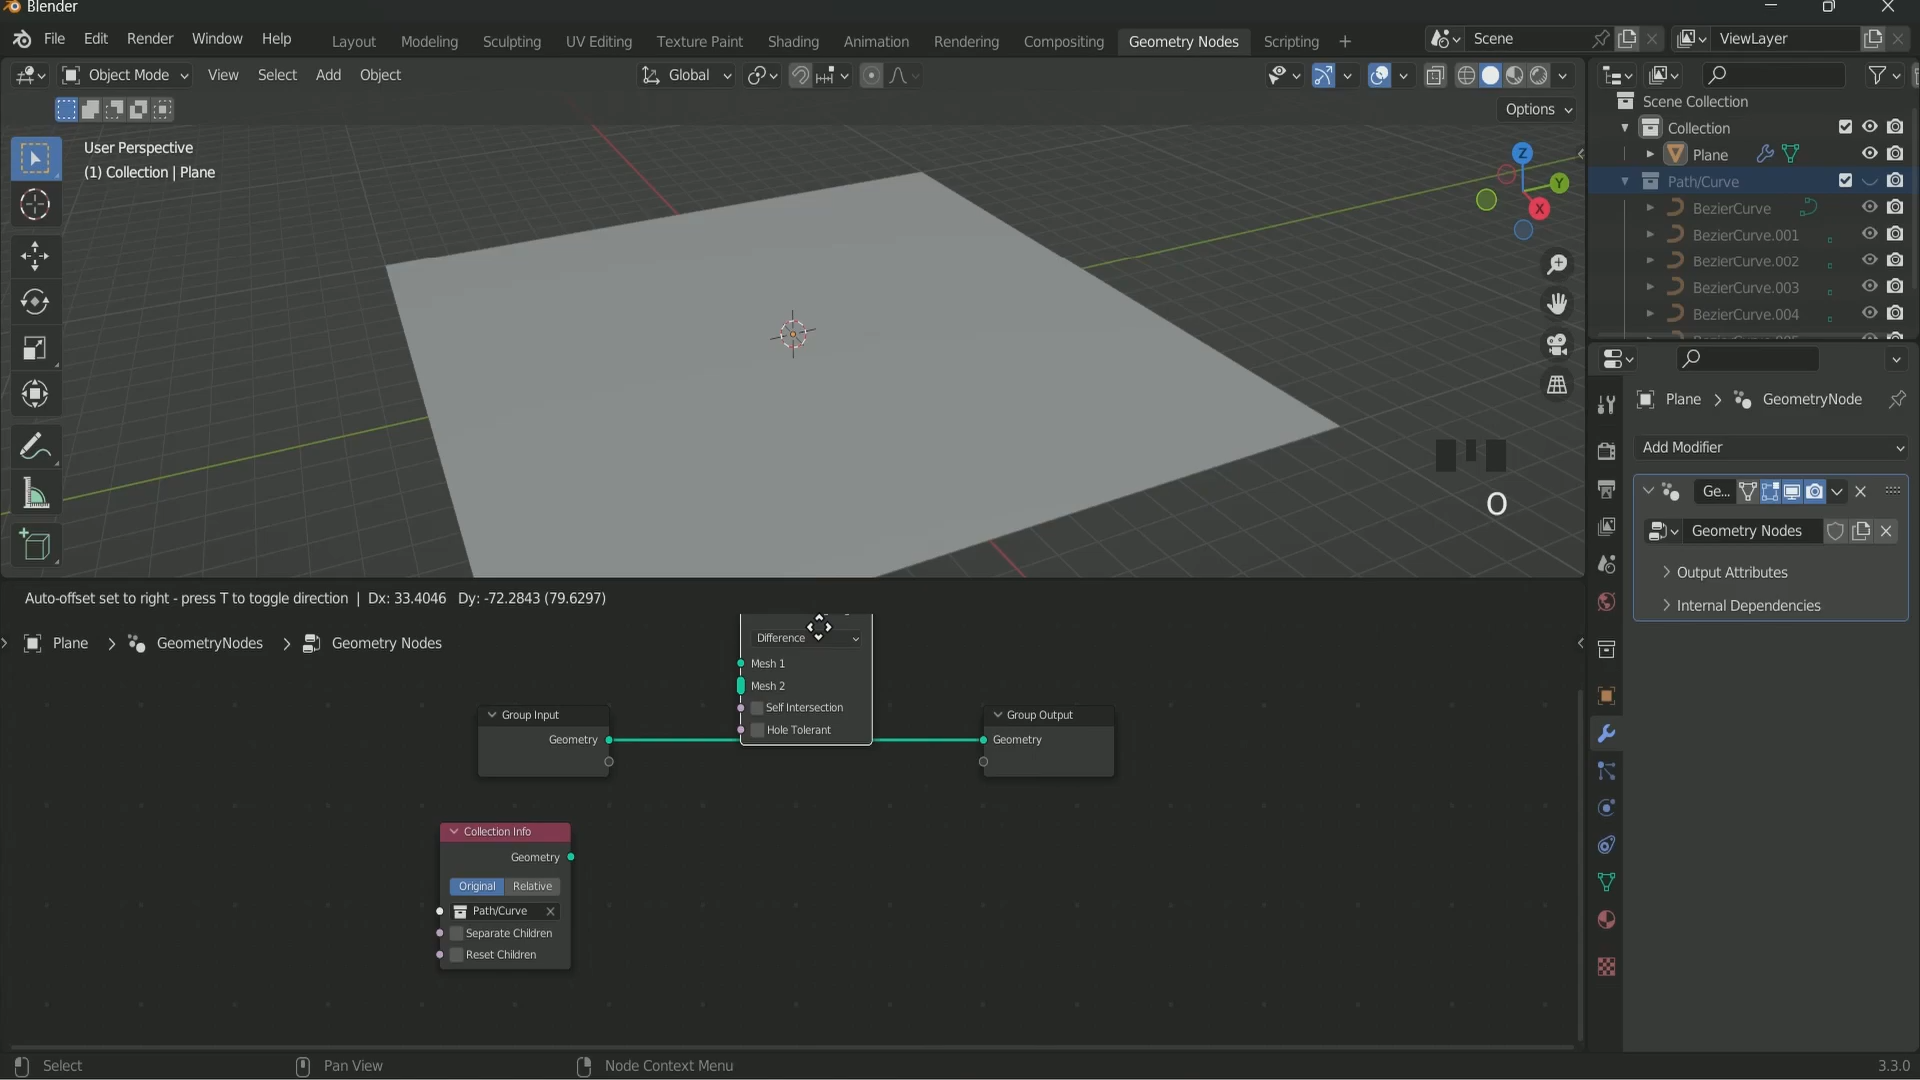 Blender
File Edit Render Window Help Layout Modeling Sculpting UV Editing Texture Paint Shading Animation Rendering Compositing Geometry Nodes Scripting + Scene ViewLayer
Object Mode View Select Add Object Global
Options
User Perspective
(1) Collection | Plane
Z
Y
X
O
Scene Collection
Collection
Plane
Path/Curve
BezierCurve
BezierCurve.001
BezierCurve.002
BezierCurve.003
BezierCurve.004
Plane > GeometryNode
Add Modifier
Ge...
Geometry Nodes
Output Attributes
Internal Dependencies
Auto-offset set to right - press T to toggle direction | Dx: 33.4046 Dy: -72.2843 (79.6297)
Plane > GeometryNodes > Geometry Nodes
Difference
Mesh 1
Mesh 2
Self Intersection
Hole Tolerant
Group Input
Geometry
Group Output
Geometry
Collection Info
Geometry
Original Relative
Path/Curve
Separate Children
Reset Children
Select Pan View Node Context Menu 3.3.0